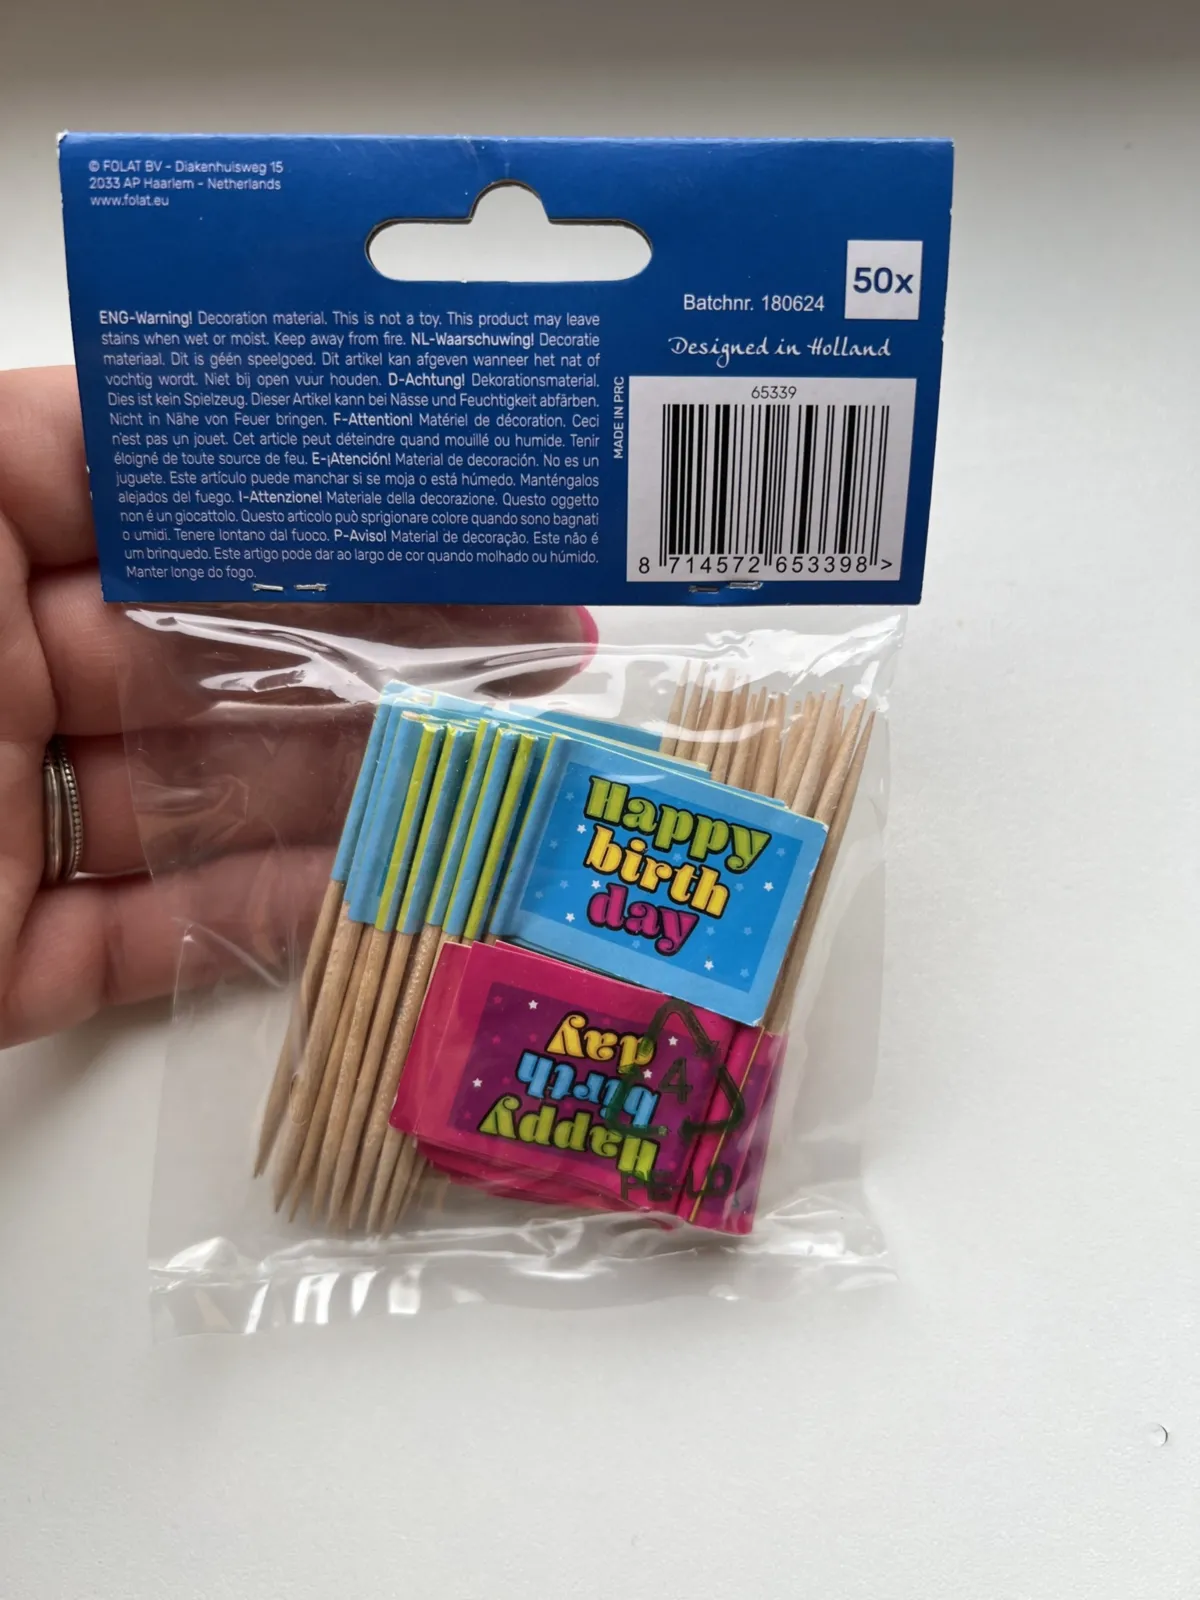 © FOLAT BV - Diakenhuisweg 15
2033 AP Haarlem - Netherlands
www.folat.eu
50x
Batchnr. 180624
Designed in Holland
ENG-Warning! Decoration material. This is not a toy. This product may leave
stains when wet or moist. Keep away from fire. NL-Waarschuwing! Decoratie
materiaal. Dit is géén speelgoed. Dit artikel kan afgeven wanneer het nat of
vochtig wordt. Niet bij open vuur houden. D-Achtung! Dekorationsmaterial.
Dies ist kein Spielzeug. Dieser Artikel kann bei Nässe und Feuchtigkeit abfärben.
Nicht in Nähe von Feuer bringen. F-Attention! Matériel de décoration. Ceci
n'est pas un jouet. Cet article peut déteindre quand mouillé ou humide. Tenir
éloigné de toute source de feu. E-¡Atención! Material de decoración. No es un
juguete. Este artículo puede manchar si se moja o está húmedo. Manténgalos
alejados del fuego. I-Attenzione! Materiale della decorazione. Questo oggetto
non é un giocattolo. Questo articolo può sprigionare colore quando sono bagnati
o umidi. Tenere lontano dal fuoco. P-Aviso! Material de decoração. Este não é
um brinquedo. Este artigo pode dar ao largo de cor quando molhado ou húmido.
Manter longe do fogo.
MADE IN PRC
65339
8 714572 653398 >
Happy
birth
day
Happy
birth
day
4
PE-LD